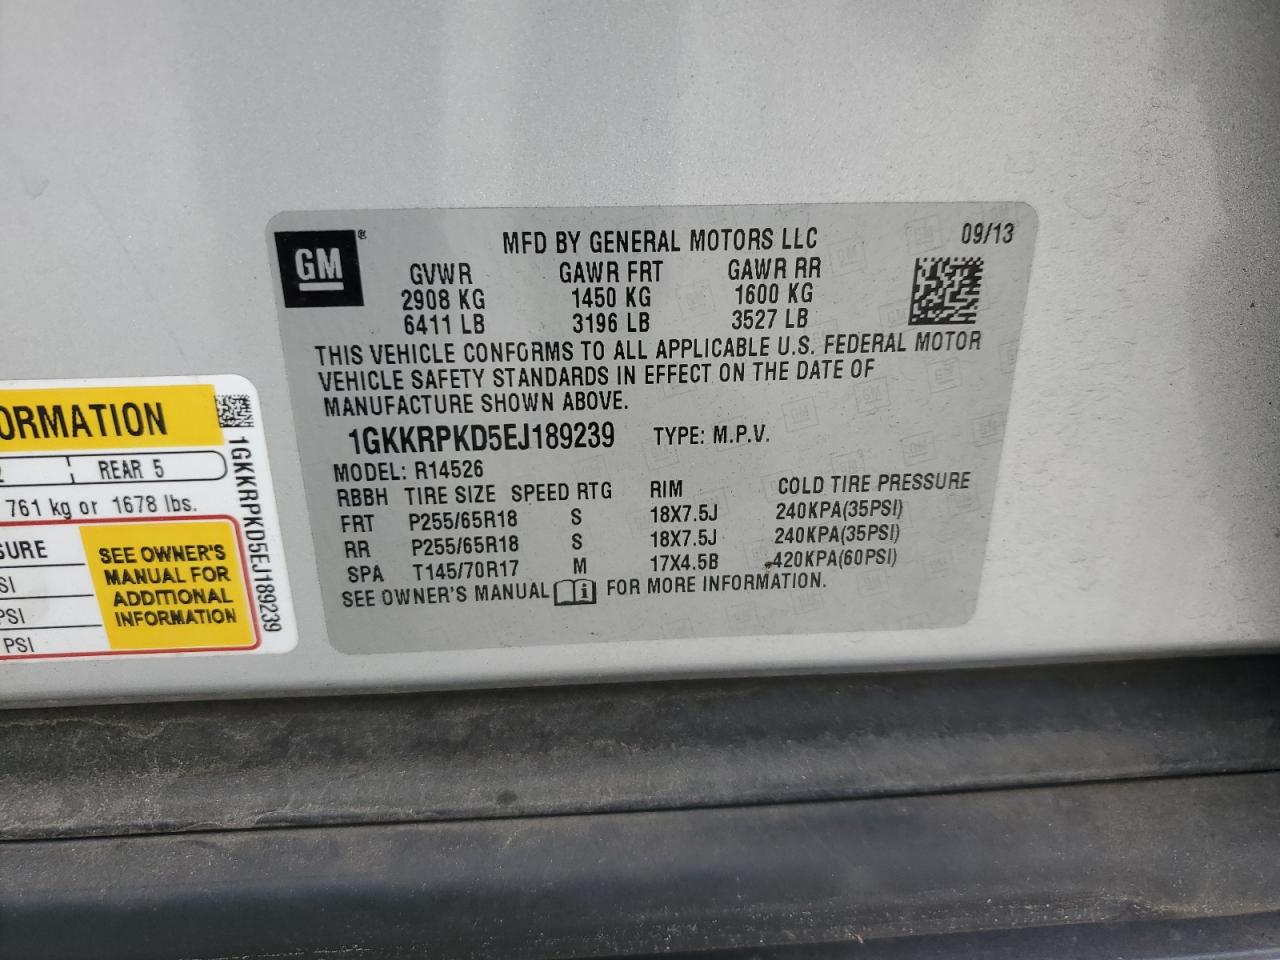 GM ®
MFD BY GENERAL MOTORS LLC 09/13
GVWR GAWR FRT GAWR RR
2908 KG 1450 KG 1600 KG
6411 LB 3196 LB 3527 LB
THIS VEHICLE CONFORMS TO ALL APPLICABLE U.S. FEDERAL MOTOR
VEHICLE SAFETY STANDARDS IN EFFECT ON THE DATE OF
MANUFACTURE SHOWN ABOVE.
1GKKRPKD5EJ189239 TYPE: M.P.V.
MODEL: R14526
RBBH TIRE SIZE SPEED RTG RIM COLD TIRE PRESSURE
FRT P255/65R18 S 18X7.5J 240KPA(35PSI)
RR P255/65R18 S 18X7.5J 240KPA(35PSI)
SPA T145/70R17 M 17X4.5B 420KPA(60PSI)
SEE OWNER'S MANUAL i FOR MORE INFORMATION.
ORMATION
REAR 5
761 kg or 1678 lbs.
SURE
SI
PSI
PSI
SEE OWNER'S
MANUAL FOR
ADDITIONAL
INFORMATION
1GKKRPKD5EJ189239